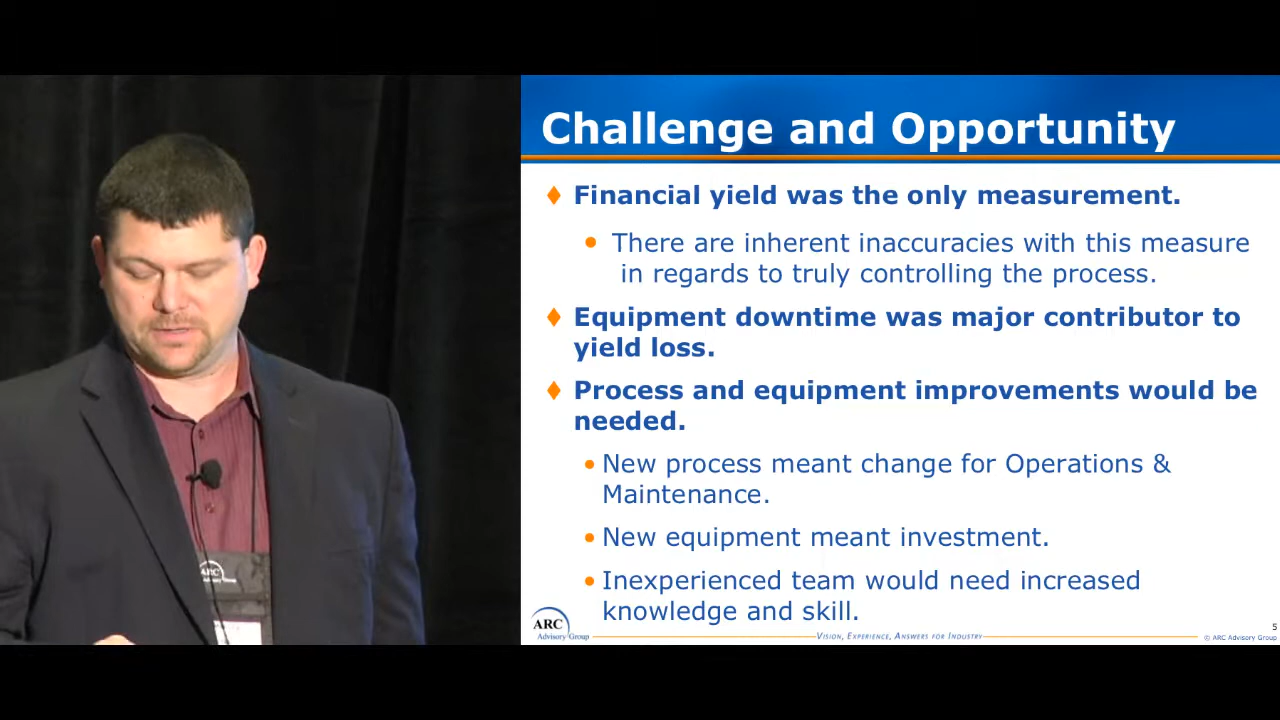 Challenge and Opportunity
Financial yield was the only measurement.
There are inherent inaccuracies with this measure
in regards to truly controlling the process.
Equipment downtime was major contributor to
yield loss.
Process and equipment improvements would be
needed.
New process meant change for Operations &
Maintenance.
New equipment meant investment.
Inexperienced team would need increased
knowledge and skill.
ARC
Advisory Group
VISION, EXPERIENCE, ANSWERS FOR INDUSTRY
5
© ARC Advisory Group
ARC
Advisory Group